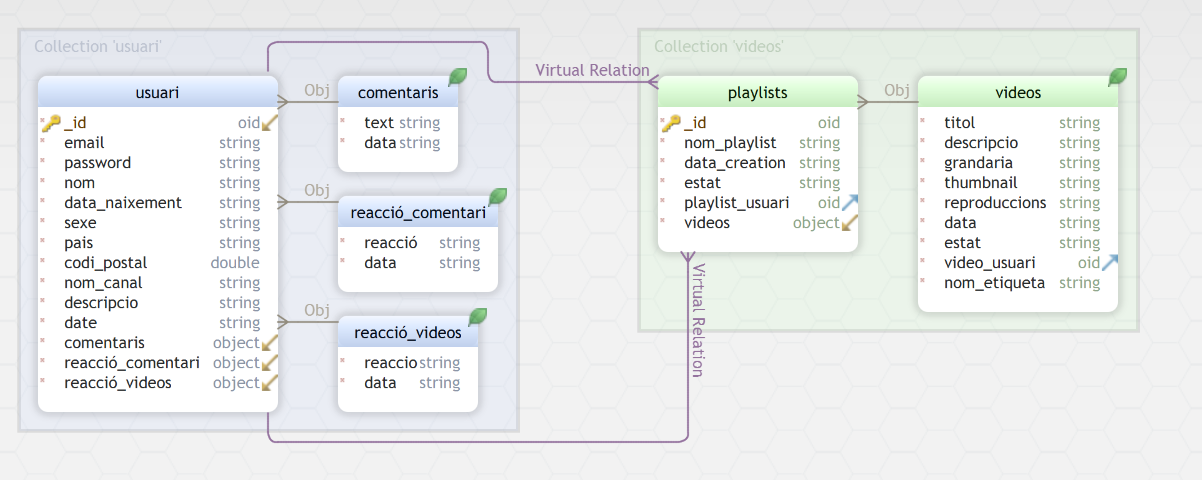 Collection 'usuari'
usuari
_id oid
email string
password string
nom string
data_naixement string
sexe string
pais string
codi_postal double
nom_canal string
descripcio string
date string
comentaris object
reacció_comentari object
reacció_videos object
Obj
comentaris
text string
data string
Obj
reacció_comentari
reacció string
data string
Obj
reacció_videos
reaccio string
data string
Virtual Relation
Virtual Relation
Collection 'videos'
playlists
_id oid
nom_playlist string
data_creation string
estat string
playlist_usuari oid
videos object
Obj
videos
titol string
descripcio string
grandaria string
thumbnail string
reproduccions string
data string
estat string
video_usuari oid
nom_etiqueta string